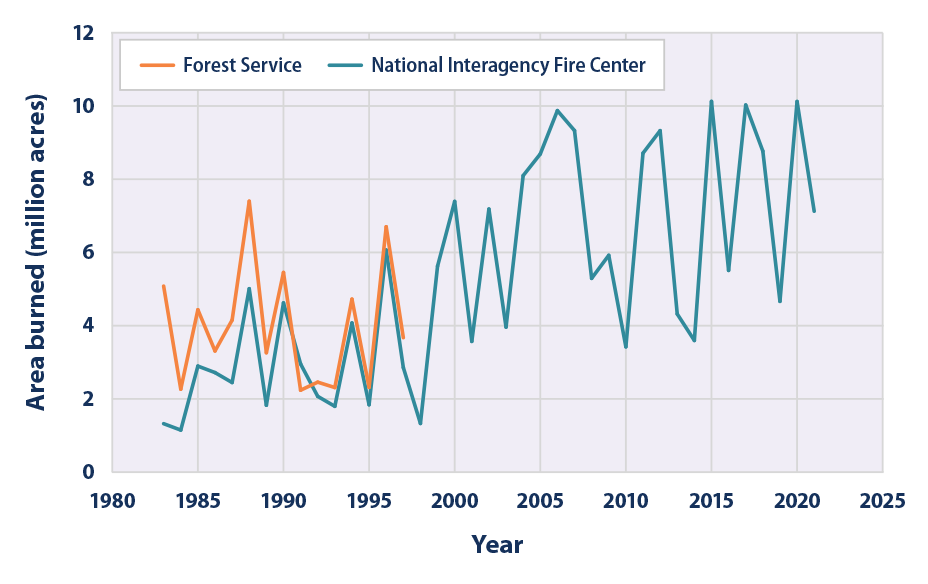 12
Forest Service National Interagency Fire Center
10
8
6
4
2
0
Area burned (million acres)
1980 1985 1990 1995 2000 2005 2010 2015 2020 2025
Year